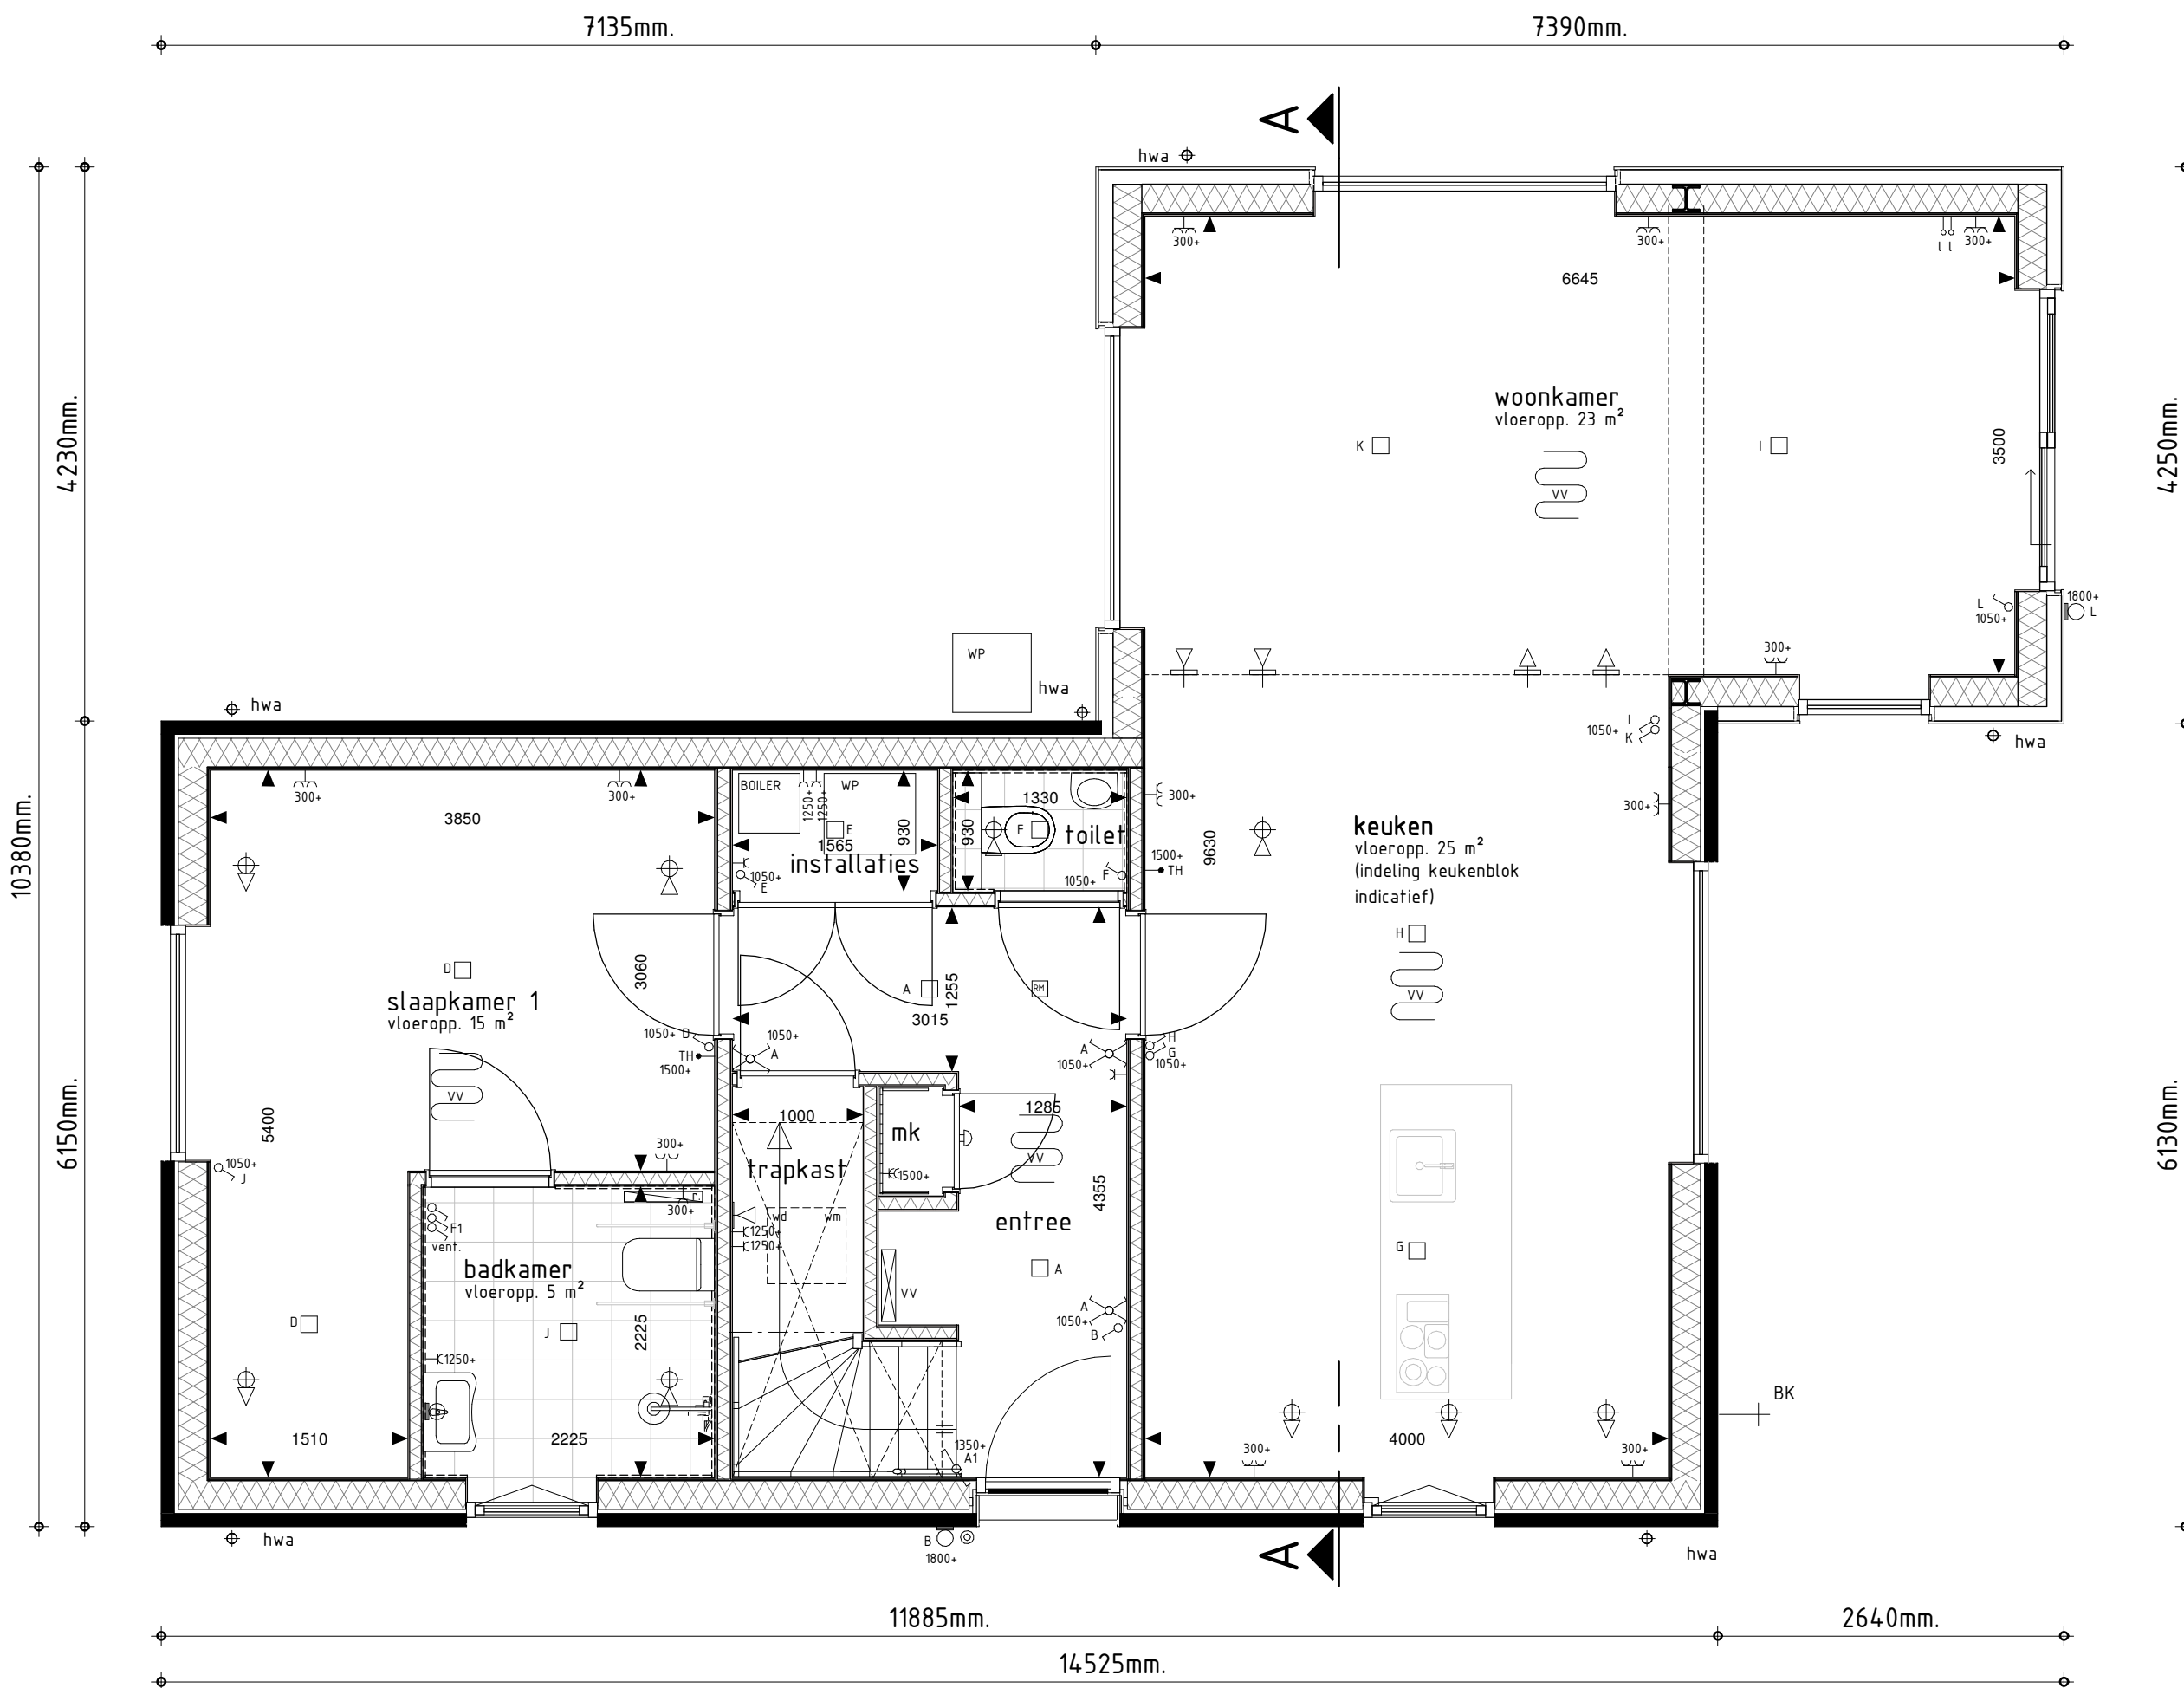 7135mm.
7390mm.
A
hwa
300+
300+
l l
300+
6645
woonkamer
vloeropp. 23 m²
K
I
VV
3500
4230mm.
4250mm.
L
1050+
1800+
L
WP
hwa
300+
hwa
I
1050+
K
hwa
300+
300+
3850
BOILER
1250+
1250+
WP
E
930
1565
installaties
1050+
E
930
1330
F
toilet
F
1050+
300+
9630
1500+
TH
300+
keuken
vloeropp. 25 m²
(indeling keukenblok
indicatief)
H
VV
10380mm.
D
slaapkamer 1
vloeropp. 15 m²
3060
A
1255
RM
3015
1050+
D
TH
1500+
1050+
A
A
1050+
H
G
1050+
VV
5400
6150mm.
6130mm.
1050+
J
300+
1000
mk
1285
trapkast
1500+
VV
4355
300+
r
F1
vent.
wd
wm
1250+
1250+
entree
badkamer
vloeropp. 5 m²
G
A
VV
D
J
2225
A
1050+
B
1250+
BK
1510
2225
1350+
A1
300+
4000
300+
hwa
B
1800+
A
hwa
11885mm.
2640mm.
14525mm.